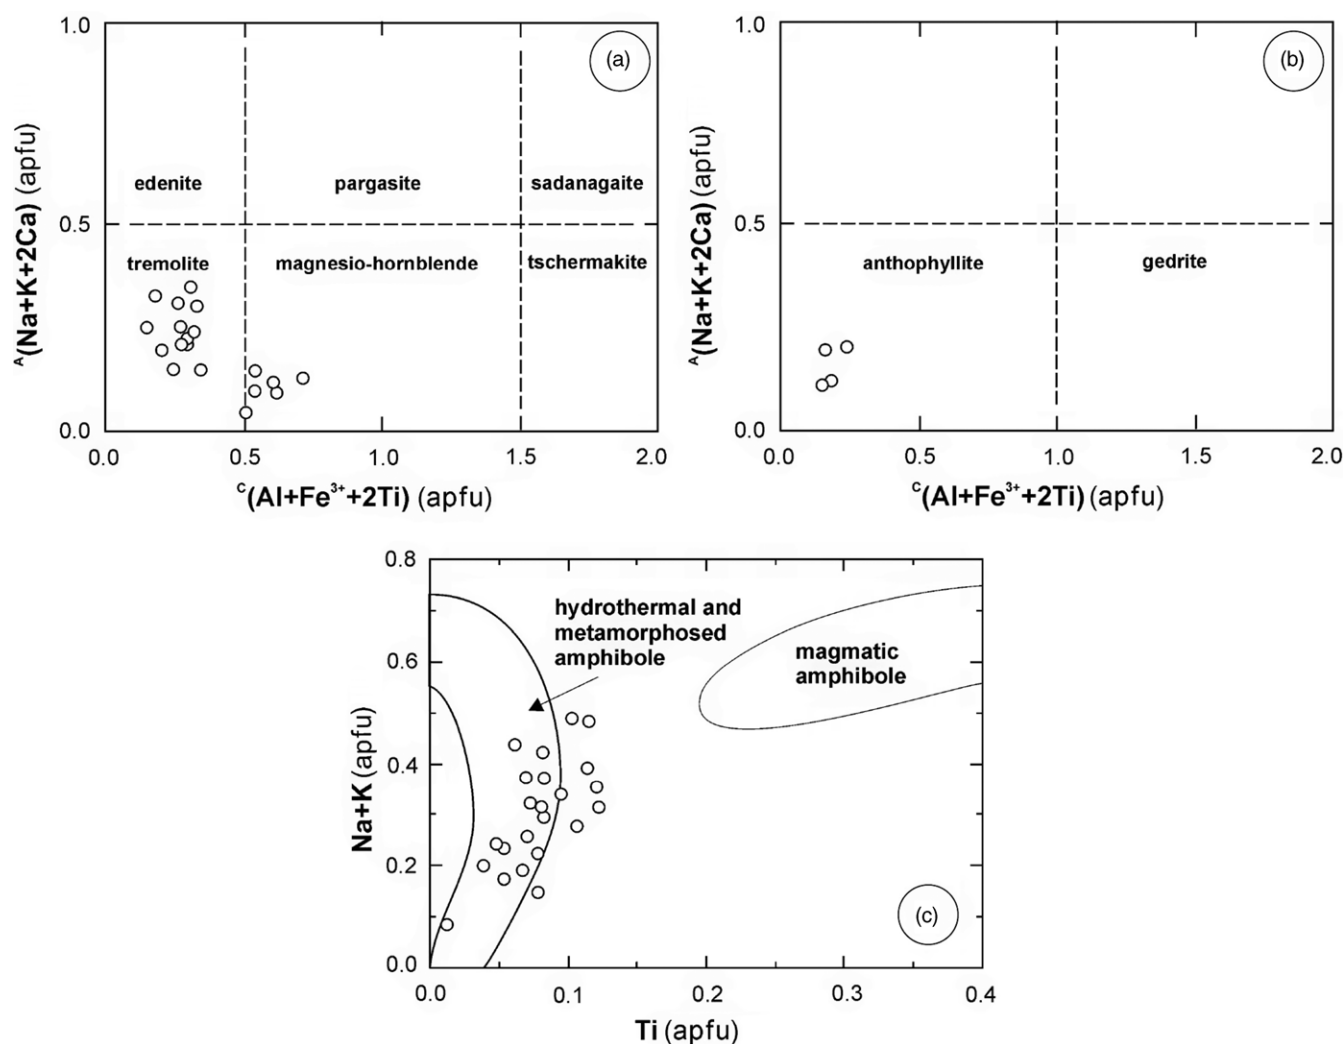 1.0
(a)
edenite
pargasite
sadanagaite
0.5
tremolite
magnesio-hornblende
tschermakite
0.0
0.0
0.5
1.0
1.5
2.0
ᴬ(Na+K+2Ca) (apfu)
ᶜ(Al+Fe³⁺+2Ti) (apfu)
1.0
(b)
0.5
anthophyllite
gedrite
0.0
0.0
0.5
1.0
1.5
2.0
ᴬ(Na+K+2Ca) (apfu)
ᶜ(Al+Fe³⁺+2Ti) (apfu)
0.8
hydrothermal and
metamorphosed
amphibole
magmatic
amphibole
0.6
0.4
0.2
0.0
(c)
0.0
0.1
0.2
0.3
0.4
Na+K (apfu)
Ti (apfu)